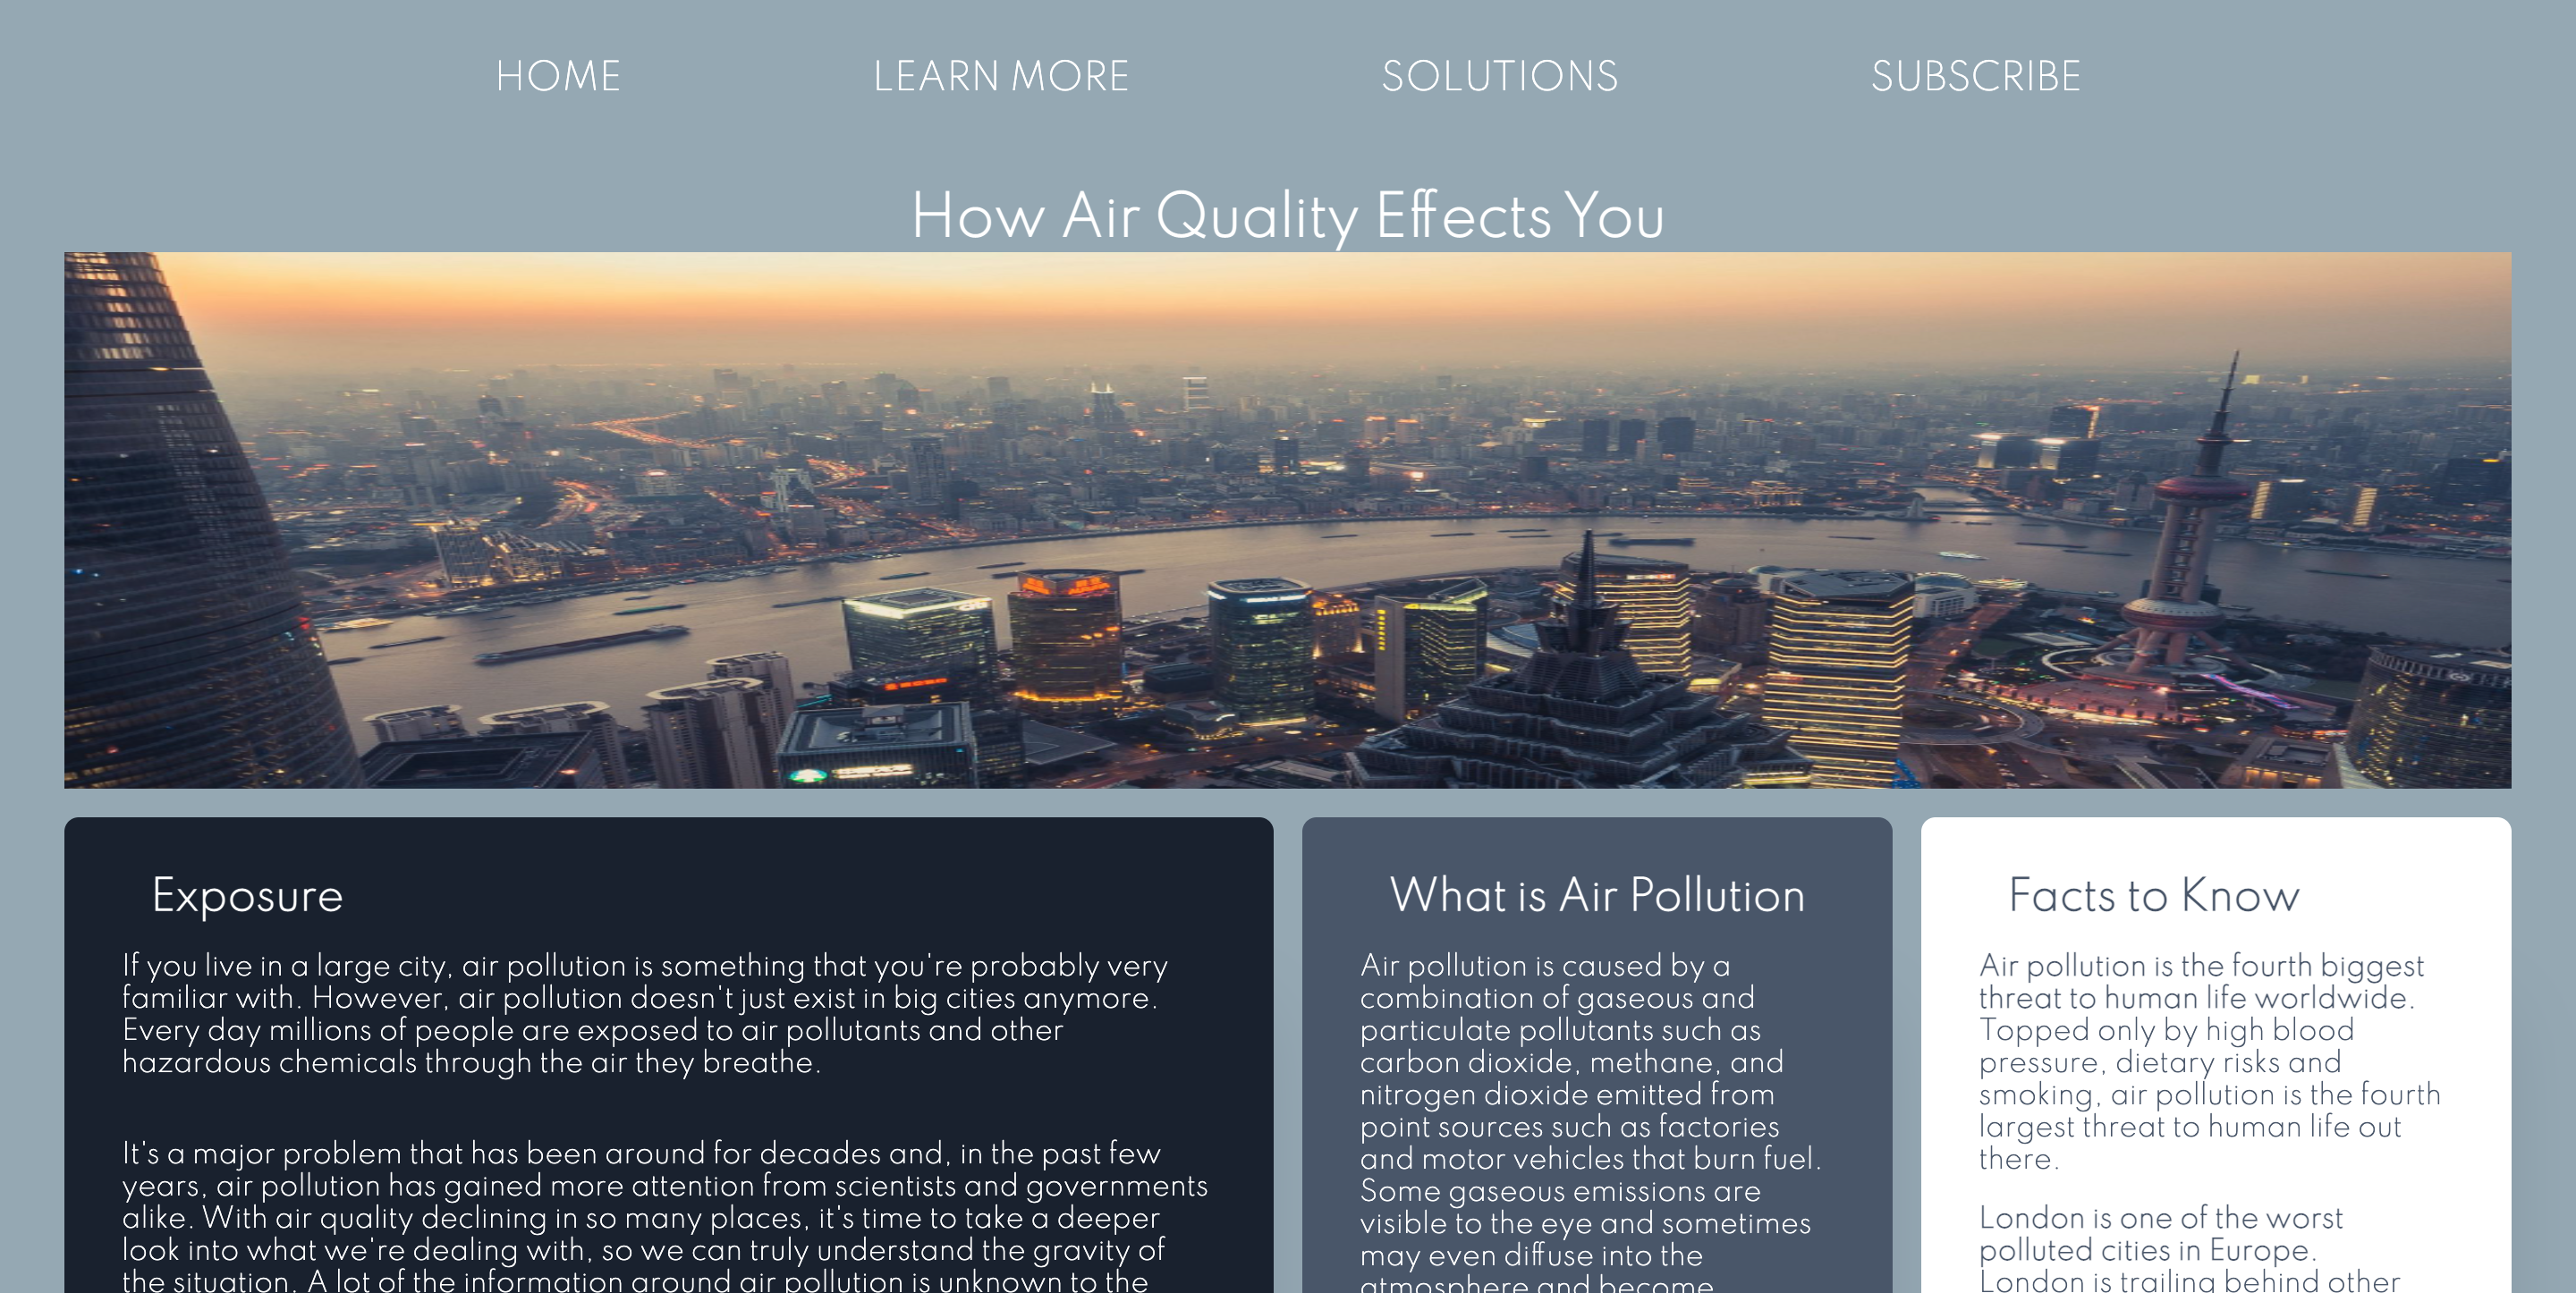 HOME
LEARN MORE
SOLUTIONS
SUBSCRIBE
How Air Quality Effects You
Exposure
If you live in a large city, air pollution is something that you're probably very
familiar with. However, air pollution doesn't just exist in big cities anymore.
Every day millions of people are exposed to air pollutants and other
hazardous chemicals through the air they breathe.
It's a major problem that has been around for decades and, in the past few
years, air pollution has gained more attention from scientists and governments
alike. With air quality declining in so many places, it's time to take a deeper
look into what we're dealing with, so we can truly understand the gravity of
the situation. A lot of the information around air pollution is unknown to the
What is Air Pollution
Air pollution is caused by a
combination of gaseous and
particulate pollutants such as
carbon dioxide, methane, and
nitrogen dioxide emitted from
point sources such as factories
and motor vehicles that burn fuel.
Some gaseous emissions are
visible to the eye and sometimes
may even diffuse into the
atmosphere and become
Facts to Know
Air pollution is the fourth biggest
threat to human life worldwide.
Topped only by high blood
pressure, dietary risks and
smoking, air pollution is the fourth
largest threat to human life out
there.
London is one of the worst
polluted cities in Europe.
London is trailing behind other